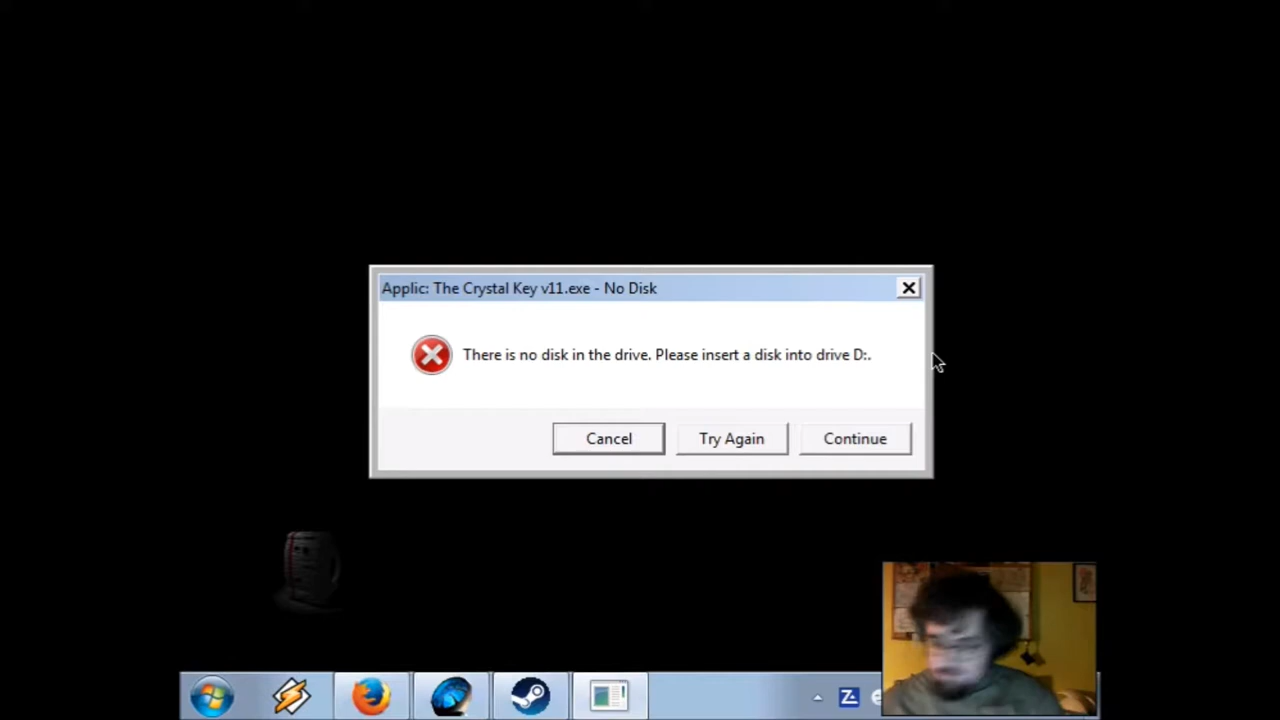 Applic: The Crystal Key v11.exe - No Disk
There is no disk in the drive. Please insert a disk into drive D:.
Cancel Try Again Continue
Z